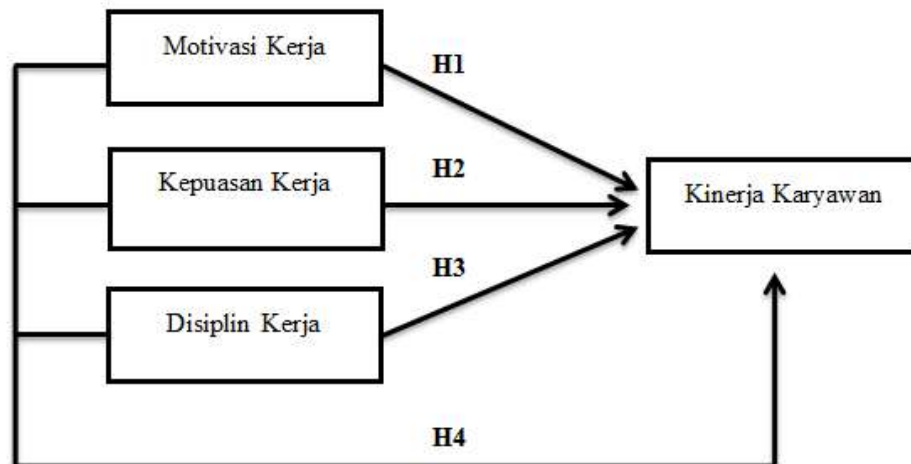 Motivasi Kerja
H1
Kepuasan Kerja
H2
Kinerja Karyawan
H3
Disiplin Kerja
H4